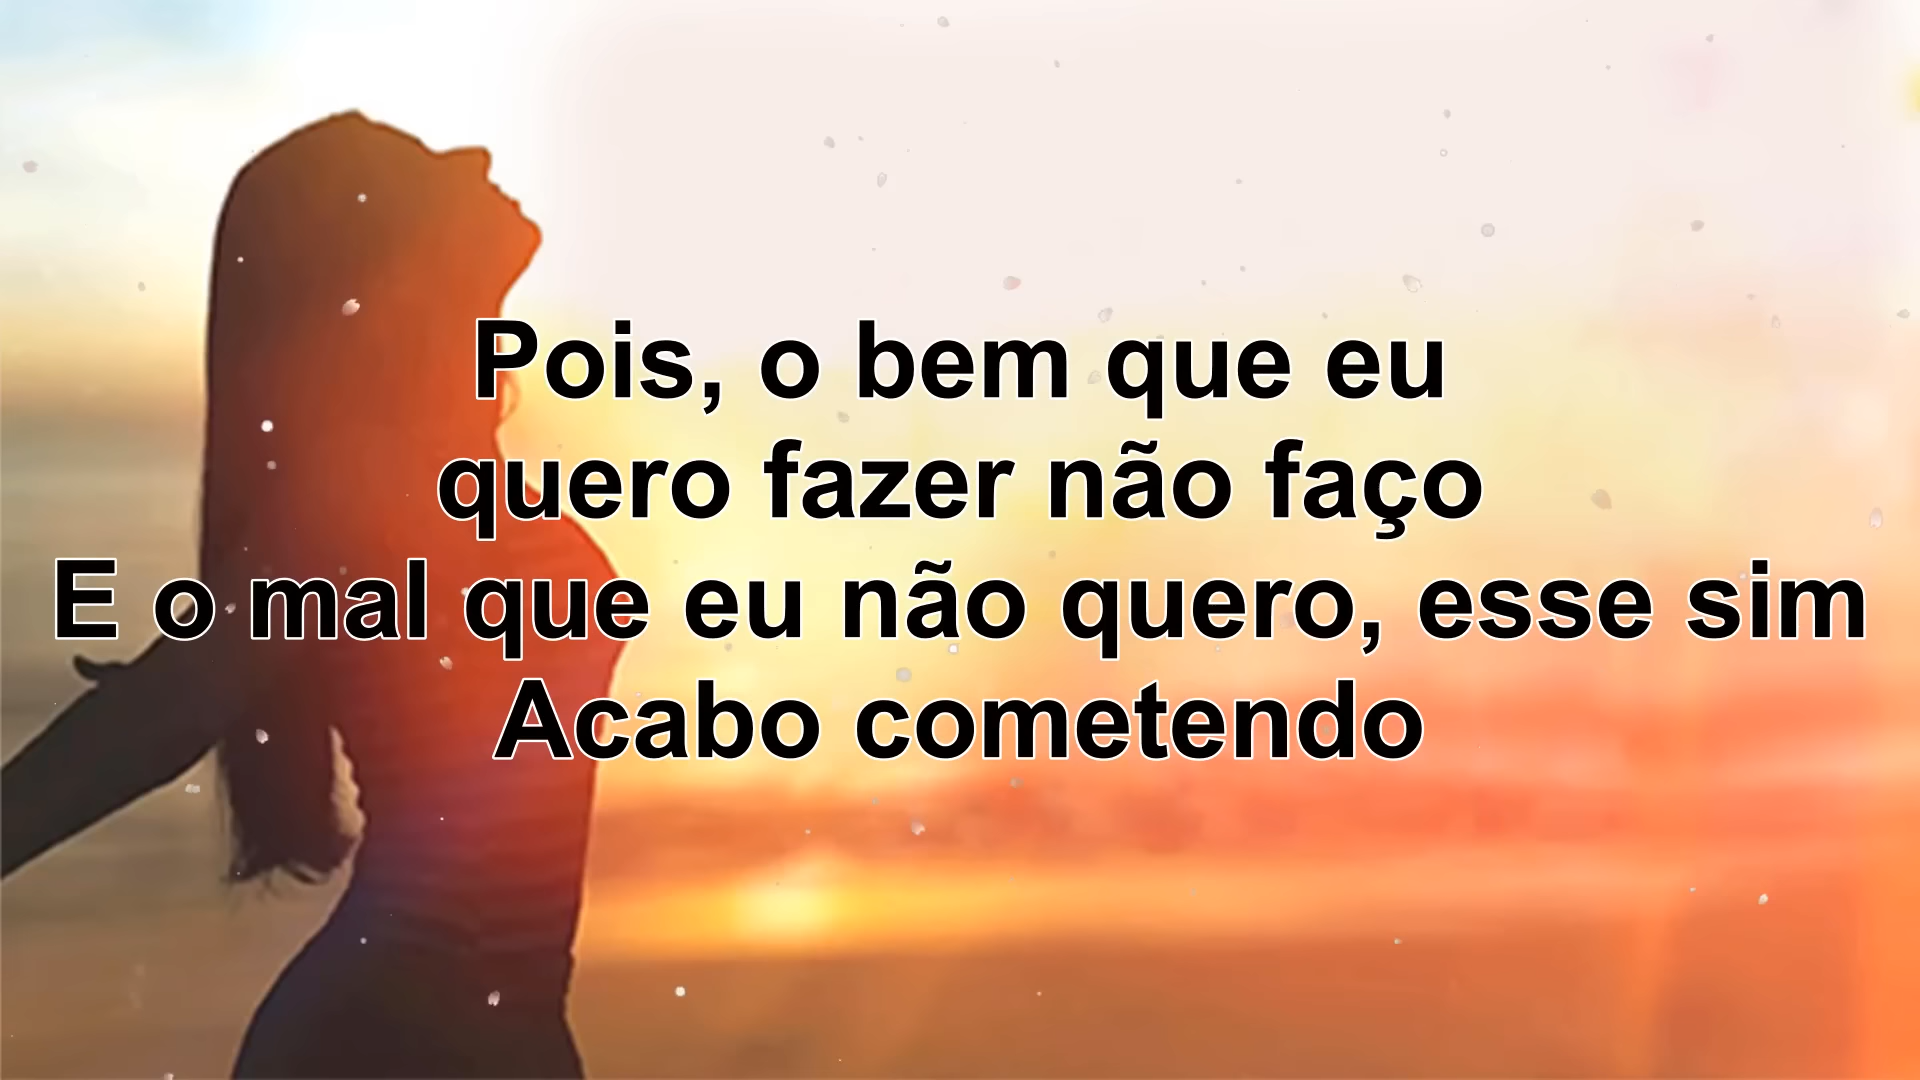 Pois, o bem que eu
quero fazer não faço
E o mal que eu não quero, esse sim
Acabo cometendo